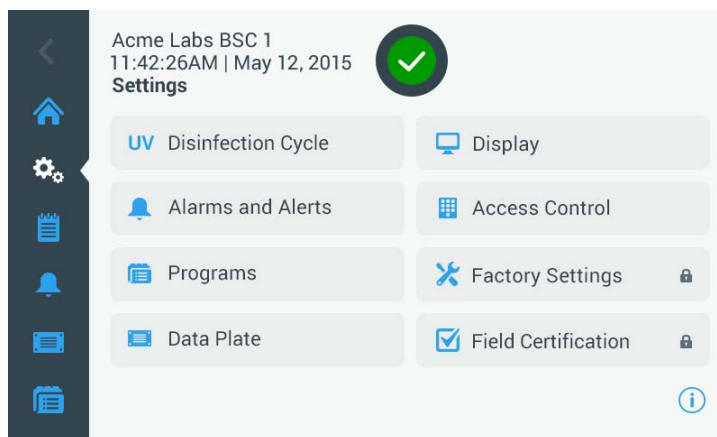 Acme Labs BSC 1
11:42:26AM | May 12, 2015
Settings
UV Disinfection Cycle
Display
Alarms and Alerts
Access Control
Programs
Factory Settings
Data Plate
Field Certification